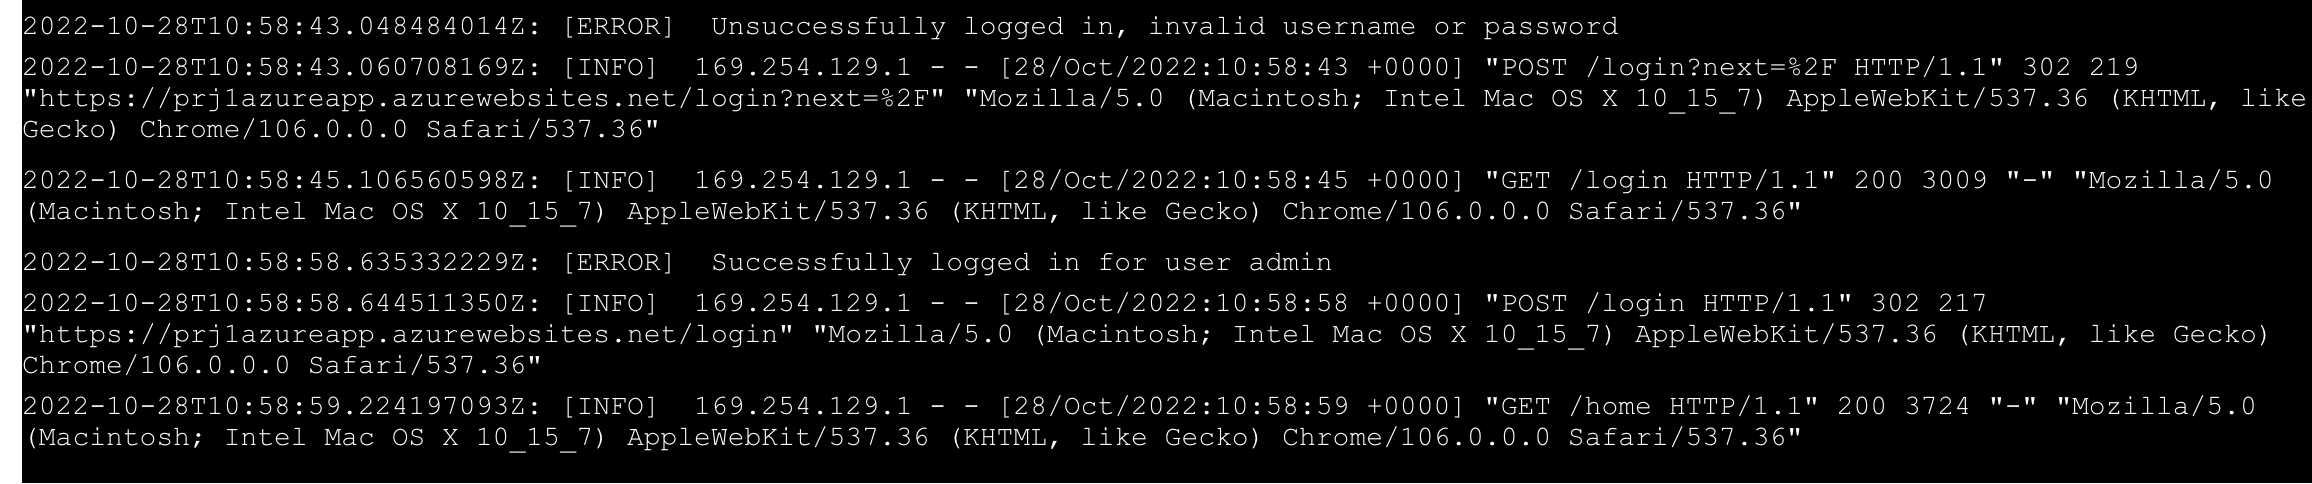 2022-10-28T10:58:43.048484014Z: [ERROR]  Unsuccessfully logged in, invalid username or password
2022-10-28T10:58:43.060708169Z: [INFO]  169.254.129.1 - - [28/Oct/2022:10:58:43 +0000] "POST /login?next=%2F HTTP/1.1" 302 219
"https://prj1azureapp.azurewebsites.net/login?next=%2F" "Mozilla/5.0 (Macintosh; Intel Mac OS X 10_15_7) AppleWebKit/537.36 (KHTML, like
Gecko) Chrome/106.0.0.0 Safari/537.36"
2022-10-28T10:58:45.106560598Z: [INFO]  169.254.129.1 - - [28/Oct/2022:10:58:45 +0000] "GET /login HTTP/1.1" 200 3009 "-" "Mozilla/5.0
(Macintosh; Intel Mac OS X 10_15_7) AppleWebKit/537.36 (KHTML, like Gecko) Chrome/106.0.0.0 Safari/537.36"
2022-10-28T10:58:58.635332229Z: [ERROR]  Successfully logged in for user admin
2022-10-28T10:58:58.644511350Z: [INFO]  169.254.129.1 - - [28/Oct/2022:10:58:58 +0000] "POST /login HTTP/1.1" 302 217
"https://prj1azureapp.azurewebsites.net/login" "Mozilla/5.0 (Macintosh; Intel Mac OS X 10_15_7) AppleWebKit/537.36 (KHTML, like Gecko)
Chrome/106.0.0.0 Safari/537.36"
2022-10-28T10:58:59.224197093Z: [INFO]  169.254.129.1 - - [28/Oct/2022:10:58:59 +0000] "GET /home HTTP/1.1" 200 3724 "-" "Mozilla/5.0
(Macintosh; Intel Mac OS X 10_15_7) AppleWebKit/537.36 (KHTML, like Gecko) Chrome/106.0.0.0 Safari/537.36"